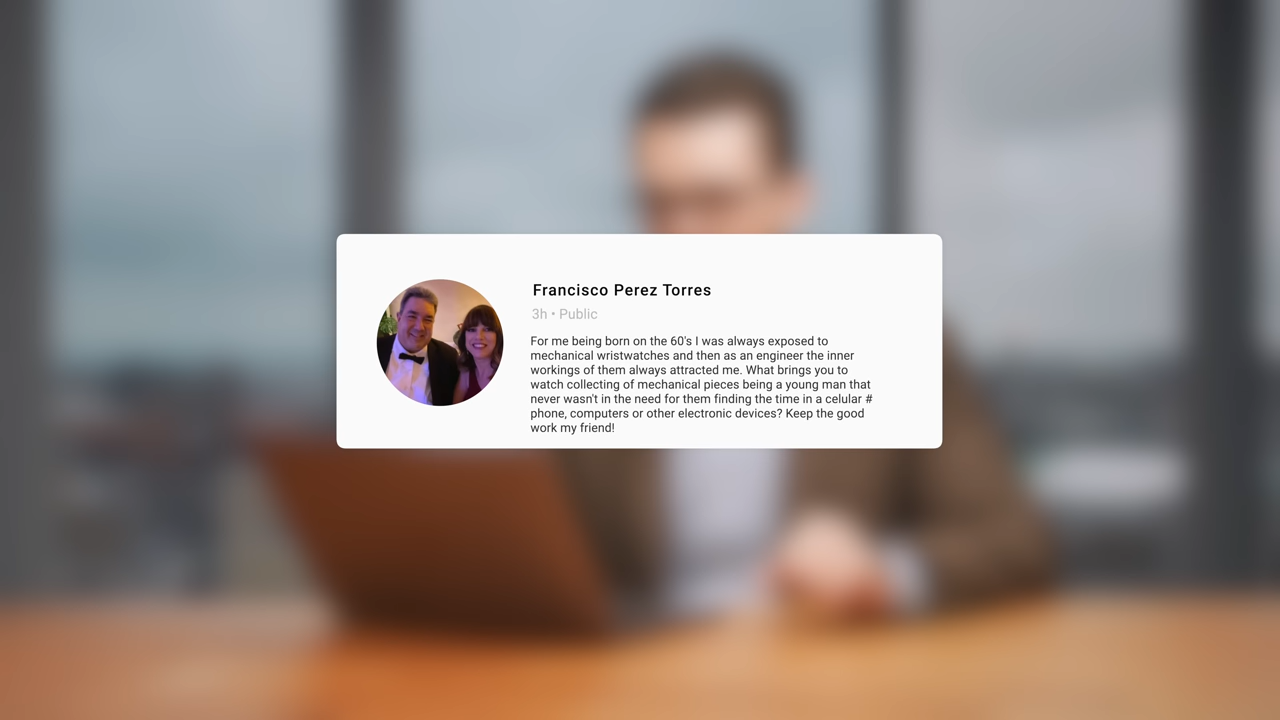 Francisco Perez Torres
3h • Public
For me being born on the 60's I was always exposed to
mechanical wristwatches and then as an engineer the inner
workings of them always attracted me. What brings you to
watch collecting of mechanical pieces being a young man that
never wasn't in the need for them finding the time in a celular #
phone, computers or other electronic devices? Keep the good
work my friend!